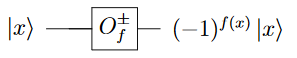 |x⟩ O_f^± (−1)^{f(x)} |x⟩